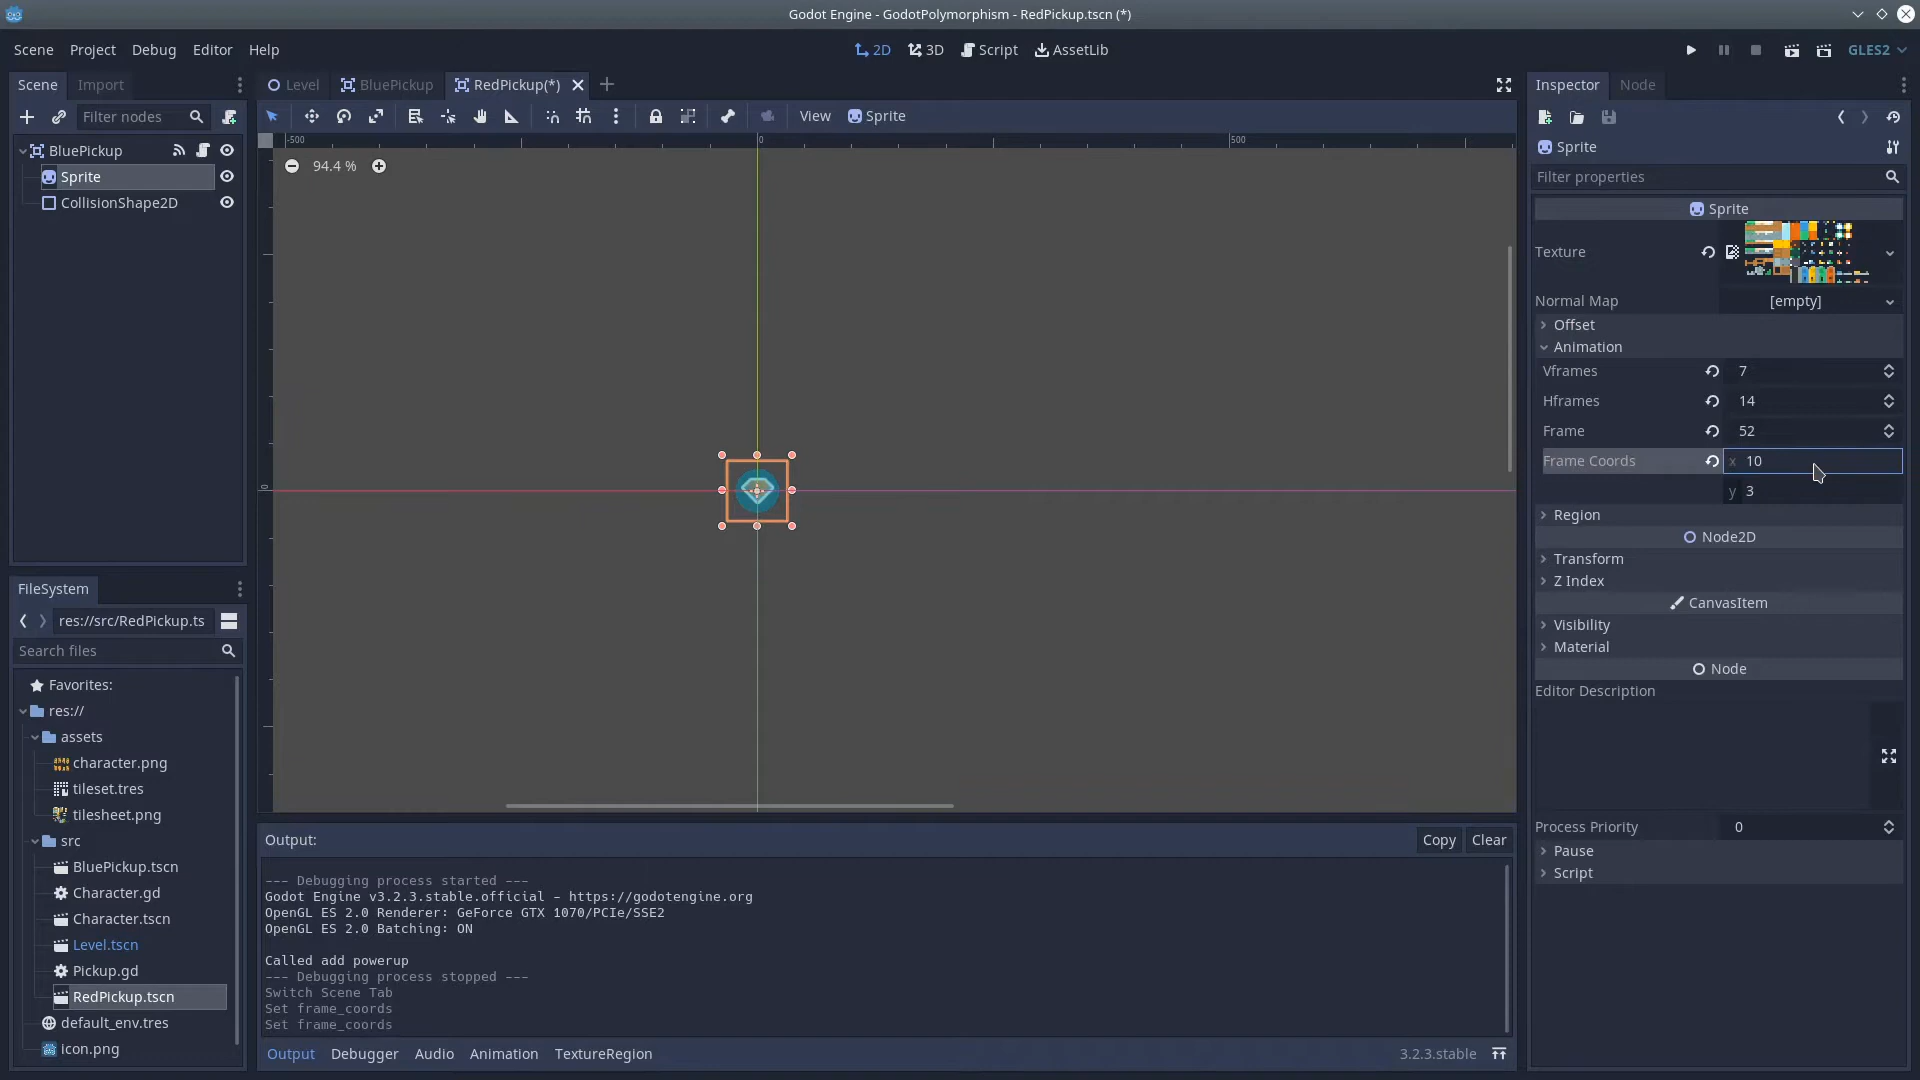 Godot Engine - GodotPolymorphism - RedPickup.tscn (*)
Scene Project Debug Editor Help
2D 3D Script AssetLib
GLES2
Scene Import
Level BluePickup RedPickup(*)
Inspector Node
Filter nodes
View Sprite
BluePickup
Sprite
CollisionShape2D
-500 0 500
94.4 %
0
FileSystem
res://src/RedPickup.ts
Search files
Favorites:
res://
assets
character.png
tileset.tres
tilesheet.png
src
BluePickup.tscn
Character.gd
Character.tscn
Level.tscn
Pickup.gd
RedPickup.tscn
default_env.tres
icon.png
Output:
Copy Clear
--- Debugging process started ---
Godot Engine v3.2.3.stable.official - https://godotengine.org
OpenGL ES 2.0 Renderer: GeForce GTX 1070/PCIe/SSE2
OpenGL ES 2.0 Batching: ON
Called add powerup
--- Debugging process stopped ---
Switch Scene Tab
Set frame_coords
Set frame_coords
Output Debugger Audio Animation TextureRegion
3.2.3.stable
Sprite
Filter properties
Sprite
Texture
Normal Map [empty]
Offset
Animation
Vframes 7
Hframes 14
Frame 52
Frame Coords x 10
y 3
Region
Node2D
Transform
Z Index
CanvasItem
Visibility
Material
Node
Editor Description
Process Priority 0
Pause
Script